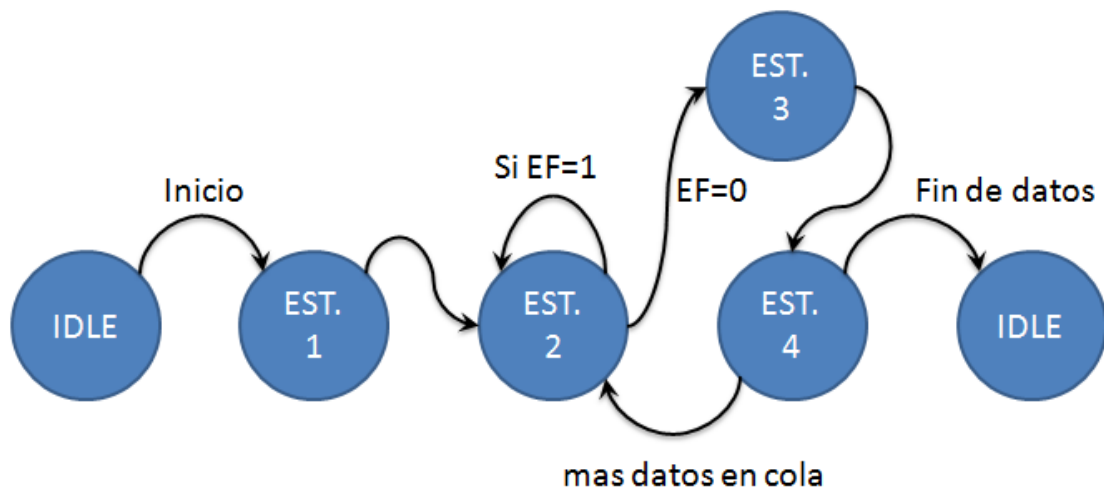 EST.
3
Si EF=1
Inicio
EF=0
Fin de datos
IDLE
EST.
1
EST.
2
EST.
4
IDLE
mas datos en cola